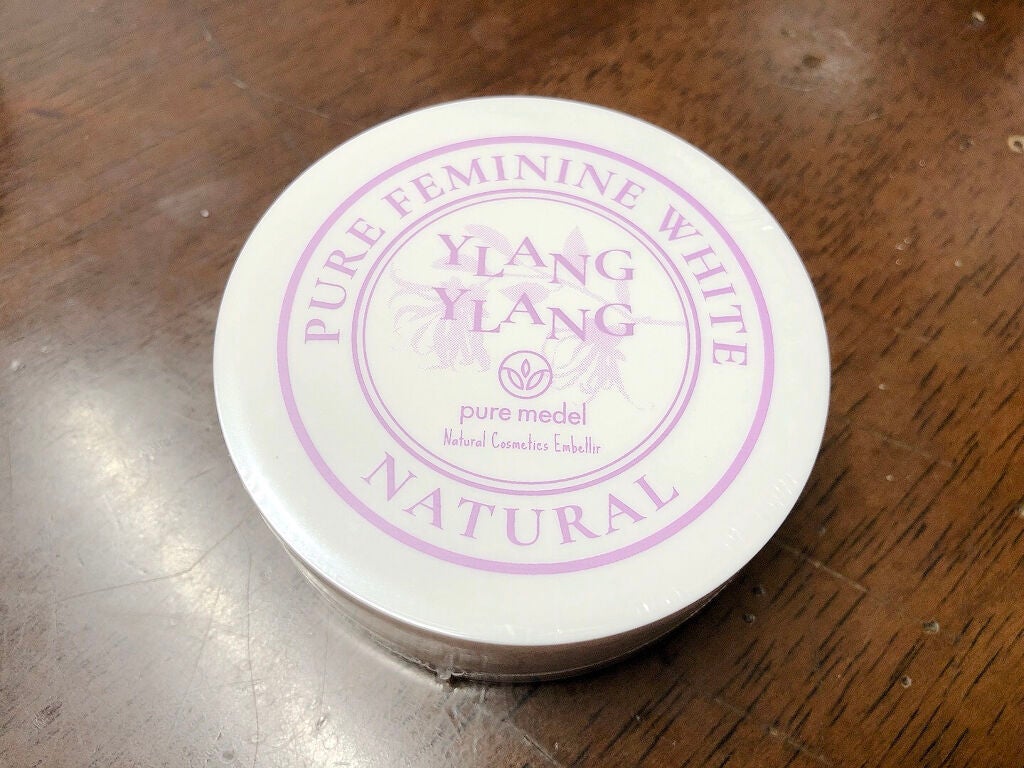 PURE FEMININE WHITE
YLANG
YLANG
pure medel
Natural Cosmetics Embellir
NATURAL